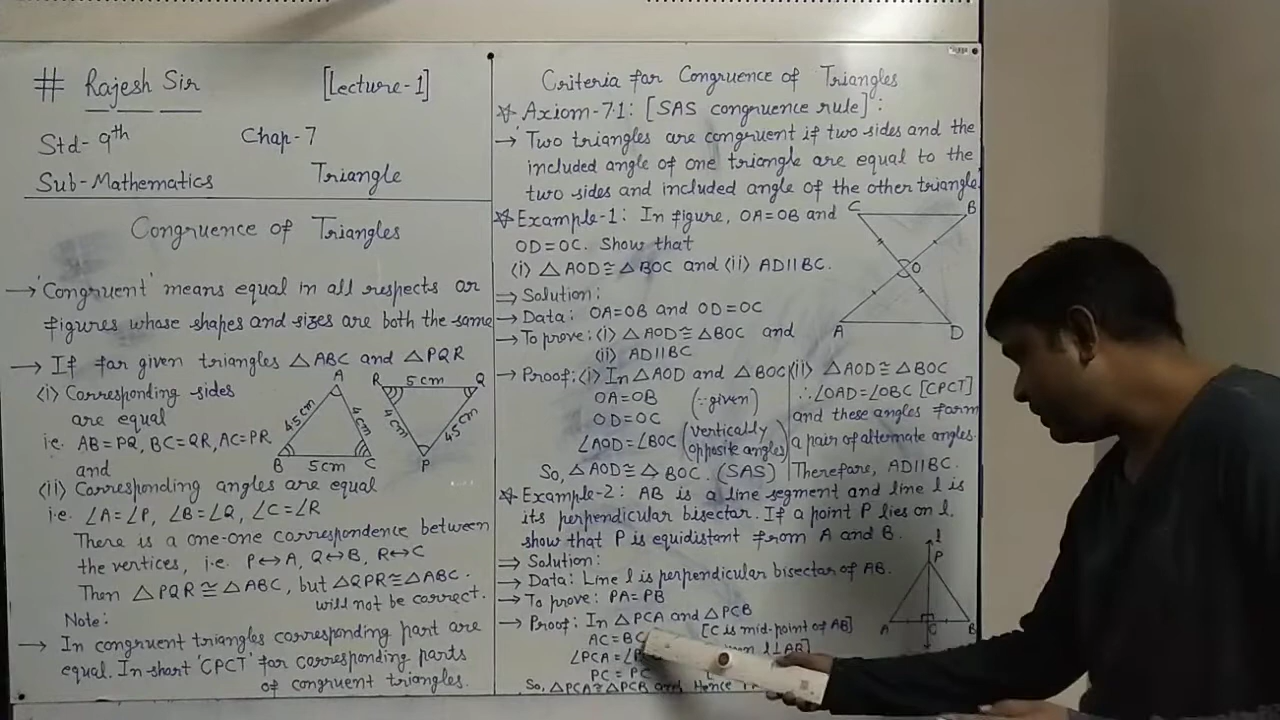 # Rajesh Sir [Lecture-1]
Std- 9th Chap-7
Sub-Mathematics Triangle
Congruence of Triangles
→ 'Congruent' means equal in all respects or
figures whose shapes and sizes are both the same
→ If for given triangles △ABC and △PQR
(i) Corresponding sides
are equal
i.e. AB=PQ, BC=QR, AC=PR
and
A
4.5cm 4cm
B 5cm C
R 5cm Q
4cm 4.5cm
P
(ii) Corresponding angles are equal
i.e. ∠A=∠P, ∠B=∠Q, ∠C=∠R
There is a one-one correspondence between
the vertices, i.e. P↔A, Q↔B, R↔C
Then △PQR ≅ △ABC, but △QPR≅△ABC.
will not be correct.
Note:
→ In congruent triangles corresponding part are
equal. In short 'CPCT' for corresponding parts
of congruent triangles.
Criteria for Congruence of Triangles
☆ Axiom-7.1: [SAS congruence rule]:
→ Two triangles are congruent if two sides and the
included angle of one triangle are equal to the
two sides and included angle of the other triangle.
☆ Example-1: In figure, OA=OB and
OD=OC. Show that
(i) △AOD≅△BOC and (ii) AD||BC.
C B
O
A D
⇒ Solution:
→ Data: OA=OB and OD=OC
→ To prove: (i) △AOD≅△BOC and
(ii) AD||BC
→ Proof: (i) In △AOD and △BOC
OA=OB (∵given)
OD=OC
∠AOD=∠BOC (vertically opposite angles)
So, △AOD≅△BOC. (SAS)
(ii) △AOD≅△BOC
∴∠OAD=∠OBC [CPCT]
and these angles form
a pair of alternate angles.
Therefore, AD||BC.
☆ Example-2: AB is a line segment and line l is
its perpendicular bisector. If a point P lies on l.
show that P is equidistant from A and B.
⇒ Solution:
→ Data: Line l is perpendicular bisector of AB.
→ To prove: PA=PB
→ Proof: In △PCA and △PCB
AC=BC [C is mid-point of AB]
∠PCA=∠ l⊥AB]
PC=PC
So, △PCA≅△PCB and Hence
l
P
A C B